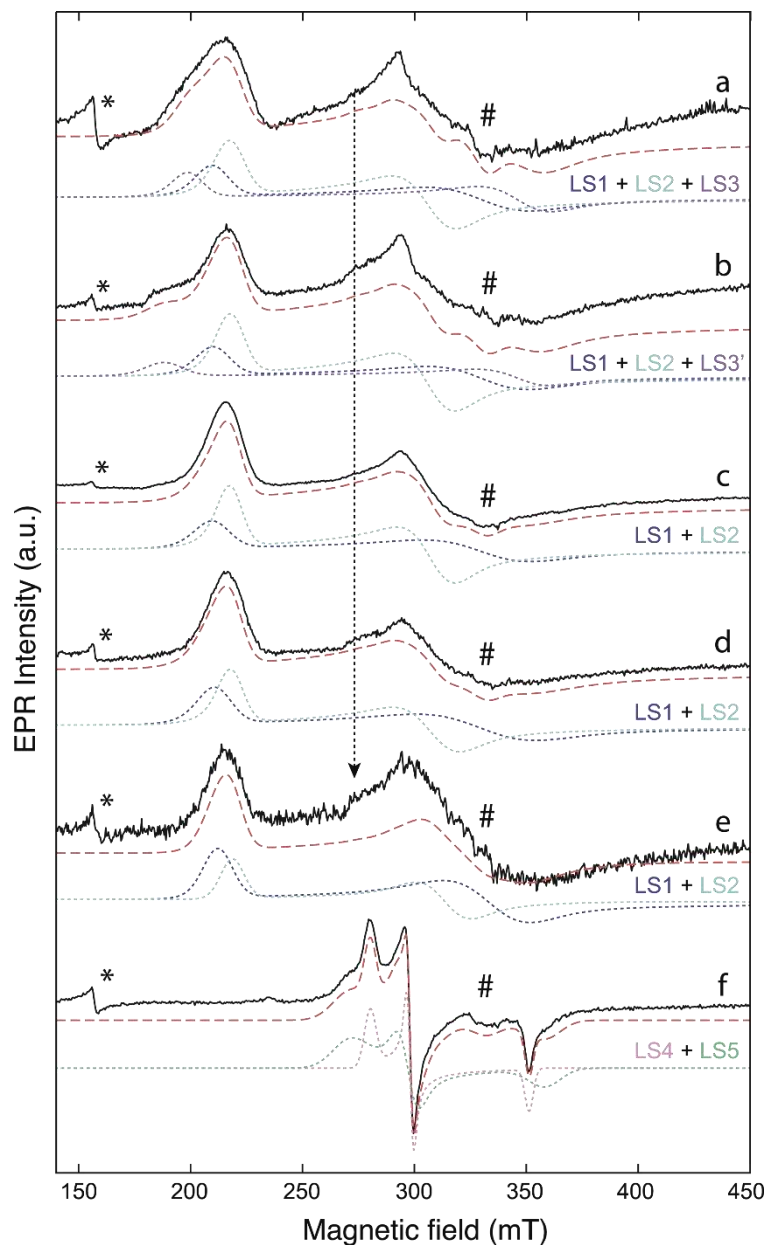 a
*
#
LS1 + LS2 + LS3
b
*
#
LS1 + LS2 + LS3'
c
*
#
LS1 + LS2
d
*
#
LS1 + LS2
e
*
#
LS1 + LS2
f
*
#
LS4 + LS5
EPR Intensity (a.u.)
150 200 250 300 350 400 450
Magnetic field (mT)